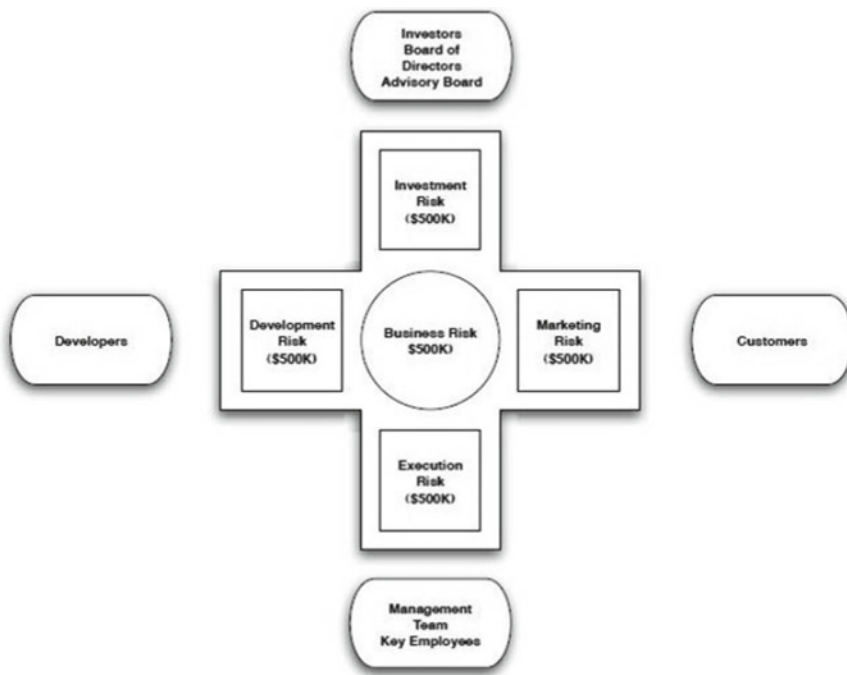 Investors
Board of
Directors
Advisory Board
Investment
Risk
($500K)
Developers
Development
Risk
($500K)
Business Risk
$500K)
Marketing
Risk
($500K)
Customers
Execution
Risk
($500K)
Management
Team
Key Employees